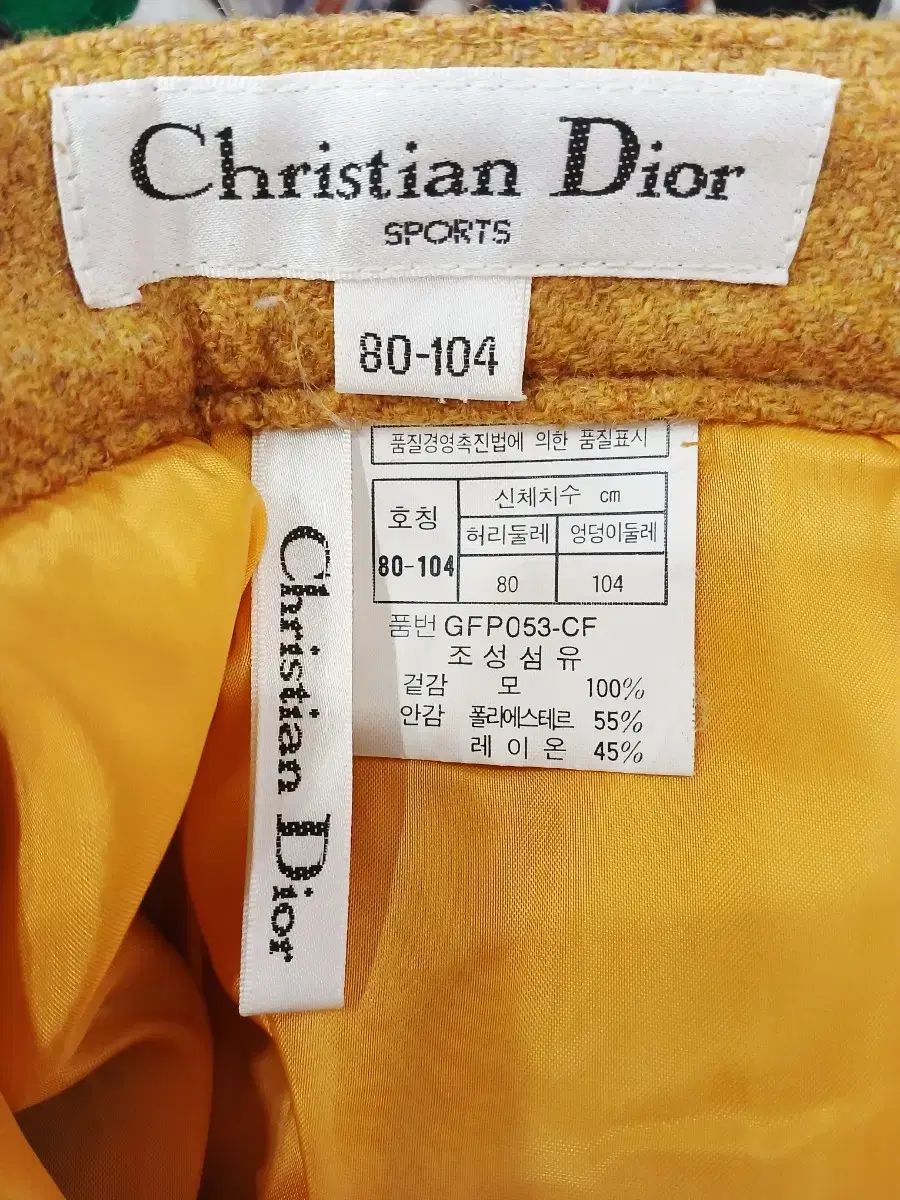 Christian Dior
SPORTS
80-104
품질경영촉진법에 의한 품질표시
호칭 신체치수 cm
허리둘레 엉덩이둘레
80-104 80 104
품번 GFP053-CF
조성섬유
겉감 모 100%
안감 폴리에스테르 55%
레이온 45%
Christian Dior